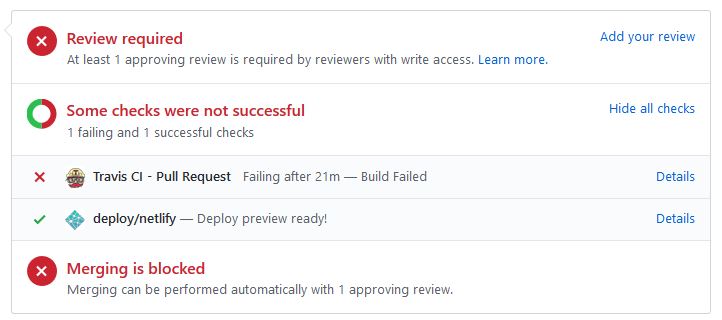 Review required
Add your review
At least 1 approving review is required by reviewers with write access. Learn more.
Some checks were not successful
Hide all checks
1 failing and 1 successful checks
Travis CI - Pull Request Failing after 21m — Build Failed
Details
deploy/netlify — Deploy preview ready!
Details
Merging is blocked
Merging can be performed automatically with 1 approving review.